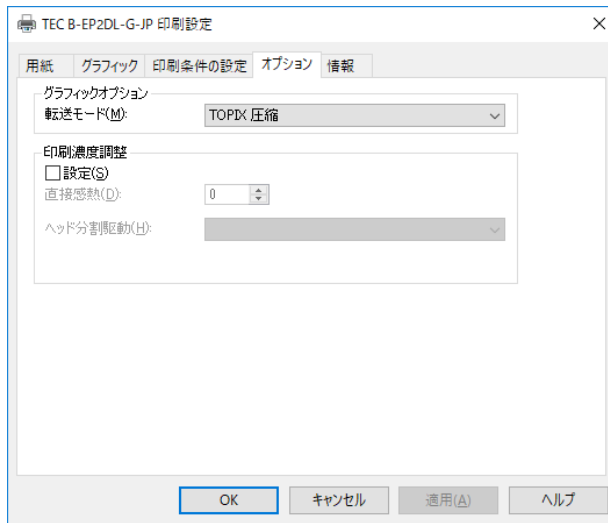 TEC B-EP2DL-G-JP 印刷設定
用紙 グラフィック 印刷条件の設定 オプション 情報
グラフィックオプション
転送モード(M): TOPIX 圧縮
印刷濃度調整
設定(S)
直接感熱(D): 0
ヘッド分割駆動(H):
OK キャンセル 適用(A) ヘルプ